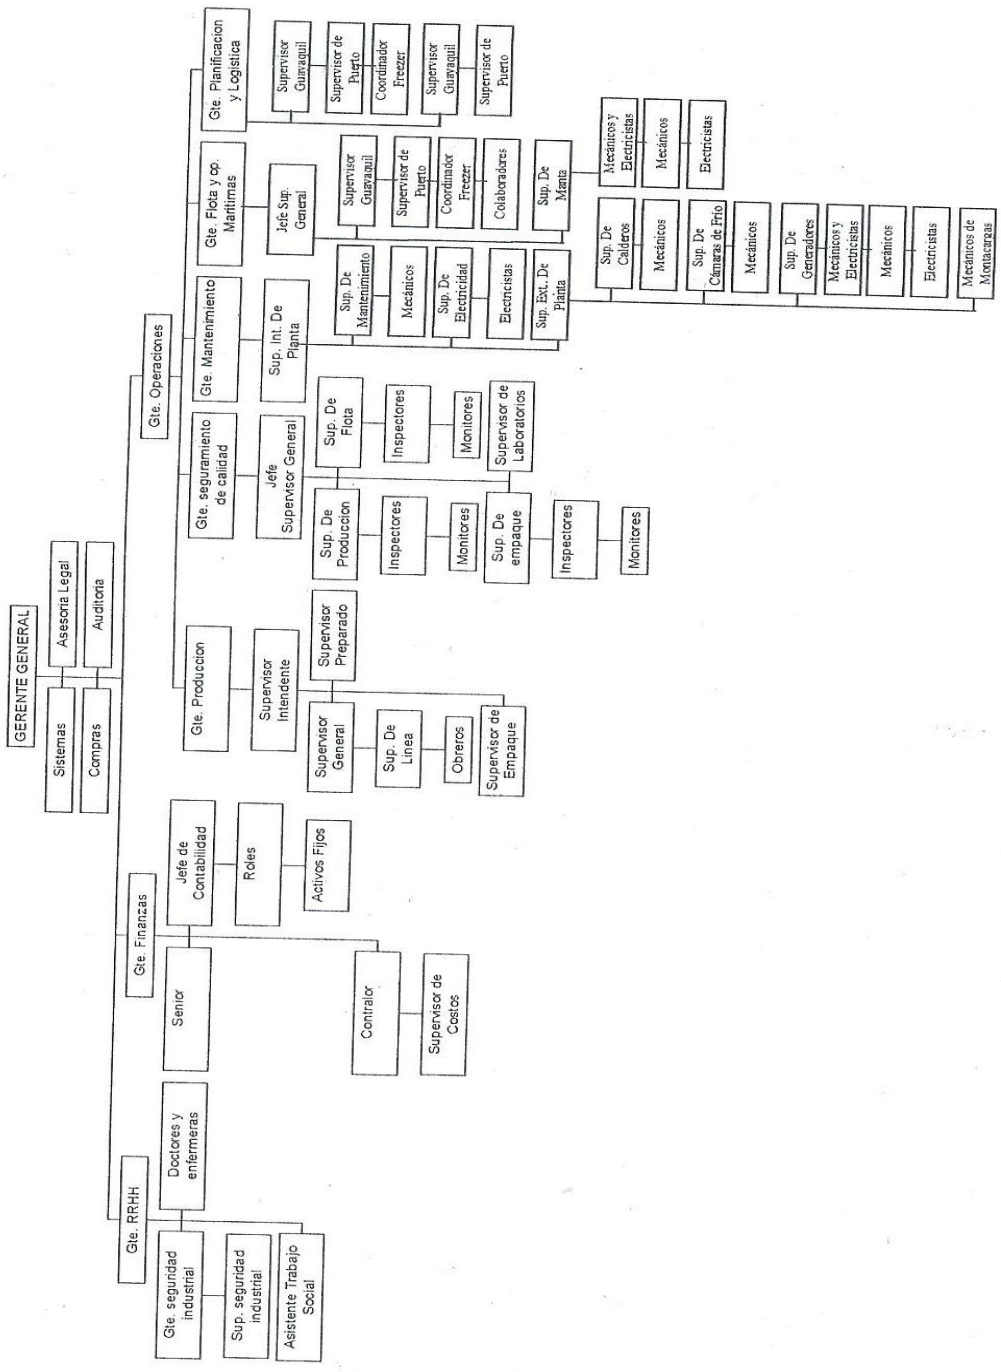 GERENTE GENERAL
Sistemas
Asesoria Legal
Compras
Auditoria
Gte. RRHH
Gte. Finanzas
Gte. Operaciones
Gte. seguridad
industrial
Doctores y
enfermeras
Sup. seguridad
industrial
Asistente Trabajo
Social
Senior
Jefe de
Contabilidad
Roles
Activos Fijos
Contralor
Supervisor de
Costos
Gte. Produccion
Supervisor
Intendente
Supervisor
General
Supervisor
Preparado
Sup. De
Linea
Obreros
Supervisor de
Empaque
Gte. seguramiento
de calidad
Jefe
Supervisor General
Sup. De
Produccion
Sup. De
Flota
Inspectores
Inspectores
Monitores
Monitores
Sup. De
empaque
Supervisor de
Laboratorios
Inspectores
Monitores
Gte. Mantenimiento
Sup. Int. De
Planta
Sup. De
Mantenimiento
Mecánicos
Sup. De
Electricidad
Electricistas
Sup. Ext. De
Planta
Sup. De
Calderos
Mecánicos
Sup. De
Cámaras de Frio
Mecánicos
Sup. De
Generadores
Mecánicos y
Electricistas
Mecánicos
Electricistas
Mecánicos de
Montacargas
Gte. Flota y op.
Maritimas
Jefe Sup.
General
Supervisor
Guayaquil
Supervisor de
Puerto
Coordinador
Freezer
Colaboradores
Sup. De
Manta
Mecánicos y
Electricistas
Mecánicos
Electricistas
Gte. Planificacion
y Logistica
Supervisor
Guayaquil
Supervisor de
Puerto
Coordinador
Freezer
Supervisor
Guayaquil
Supervisor de
Puerto